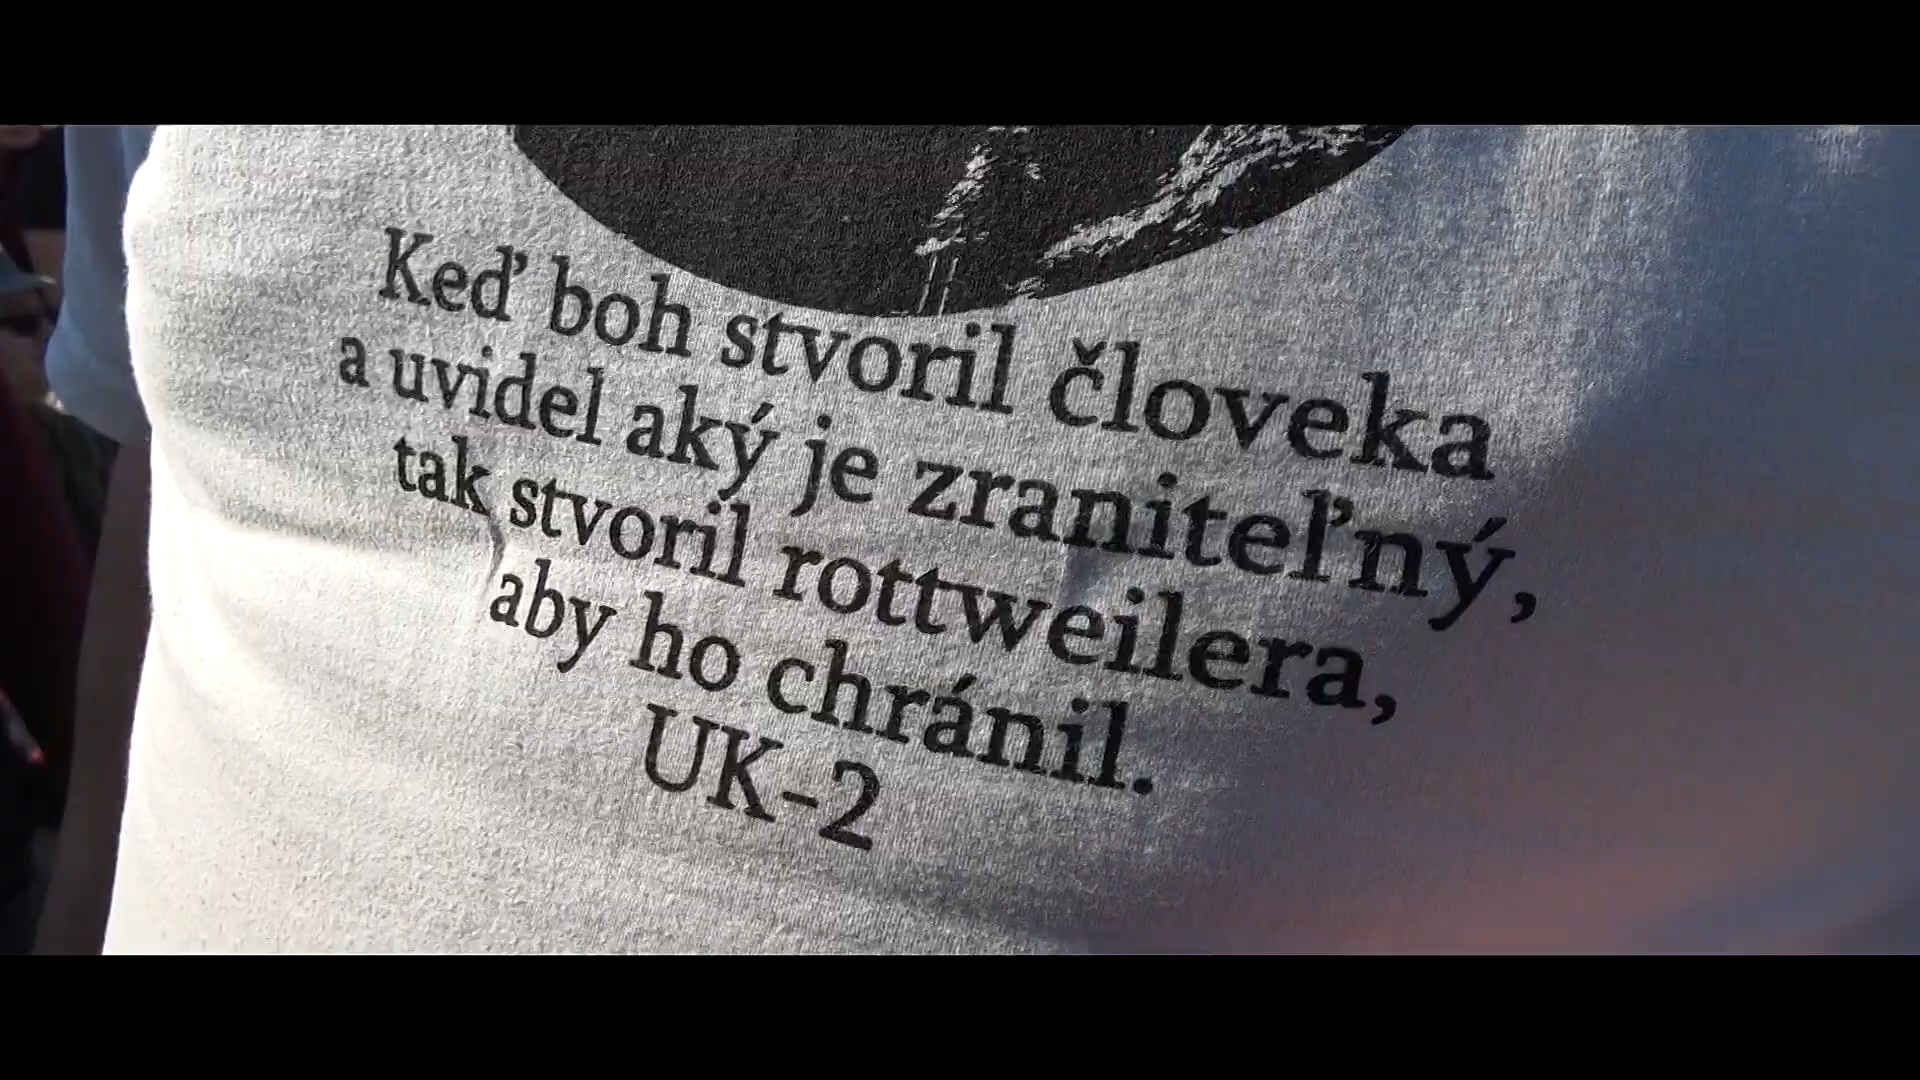 Keď boh stvoril človeka
a uvidel aký je zraniteľný,
tak stvoril rottweilera,
aby ho chránil.
UK-2